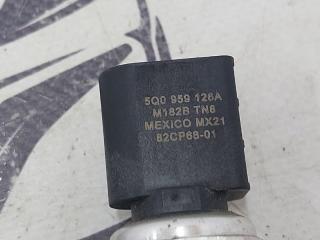 5Q0 959 126A
M182B TN6
MEXICO MX21
82CP68-01